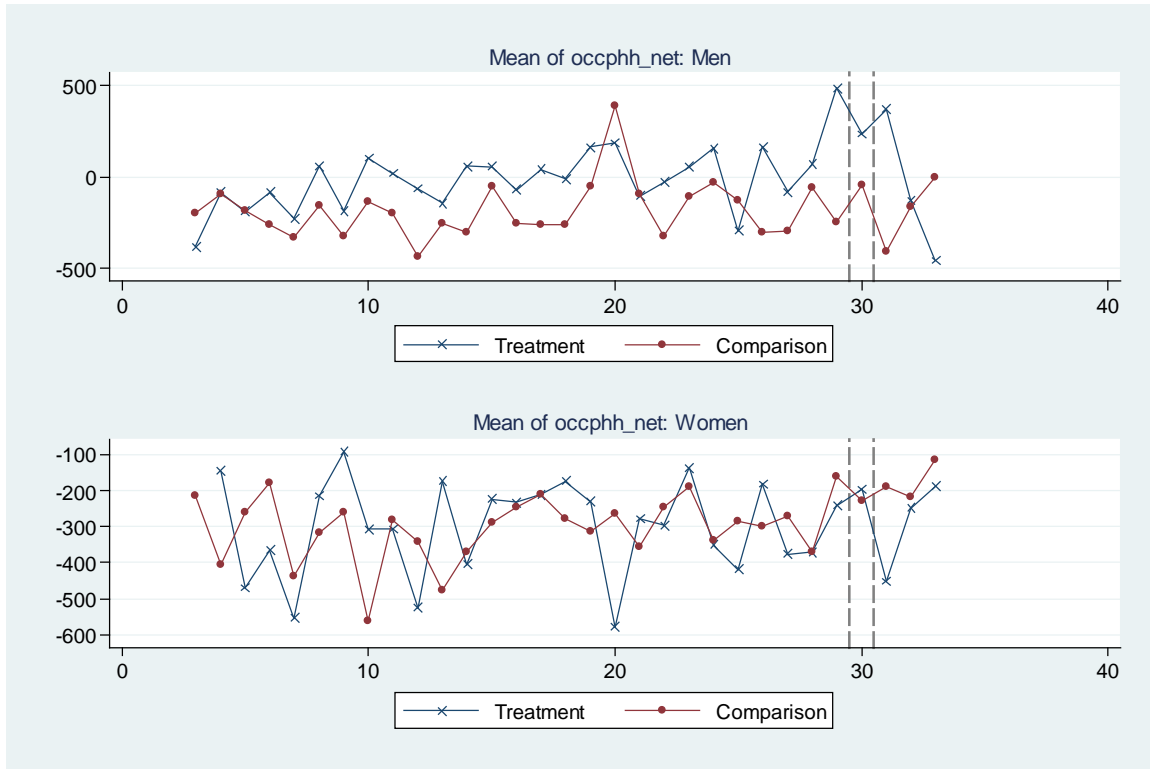 Mean of occphh_net: Men
500
0
-500
0 10 20 30 40
Treatment Comparison
Mean of occphh_net: Women
-100
-200
-300
-400
-500
-600
0 10 20 30 40
Treatment Comparison